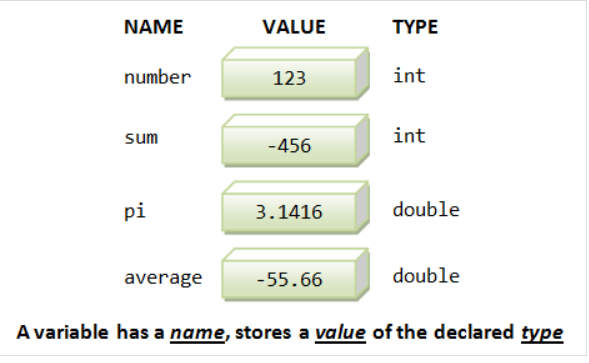 NAME VALUE TYPE
number 123 int
sum -456 int
pi 3.1416 double
average -55.66 double
A variable has a name, stores a value of the declared type